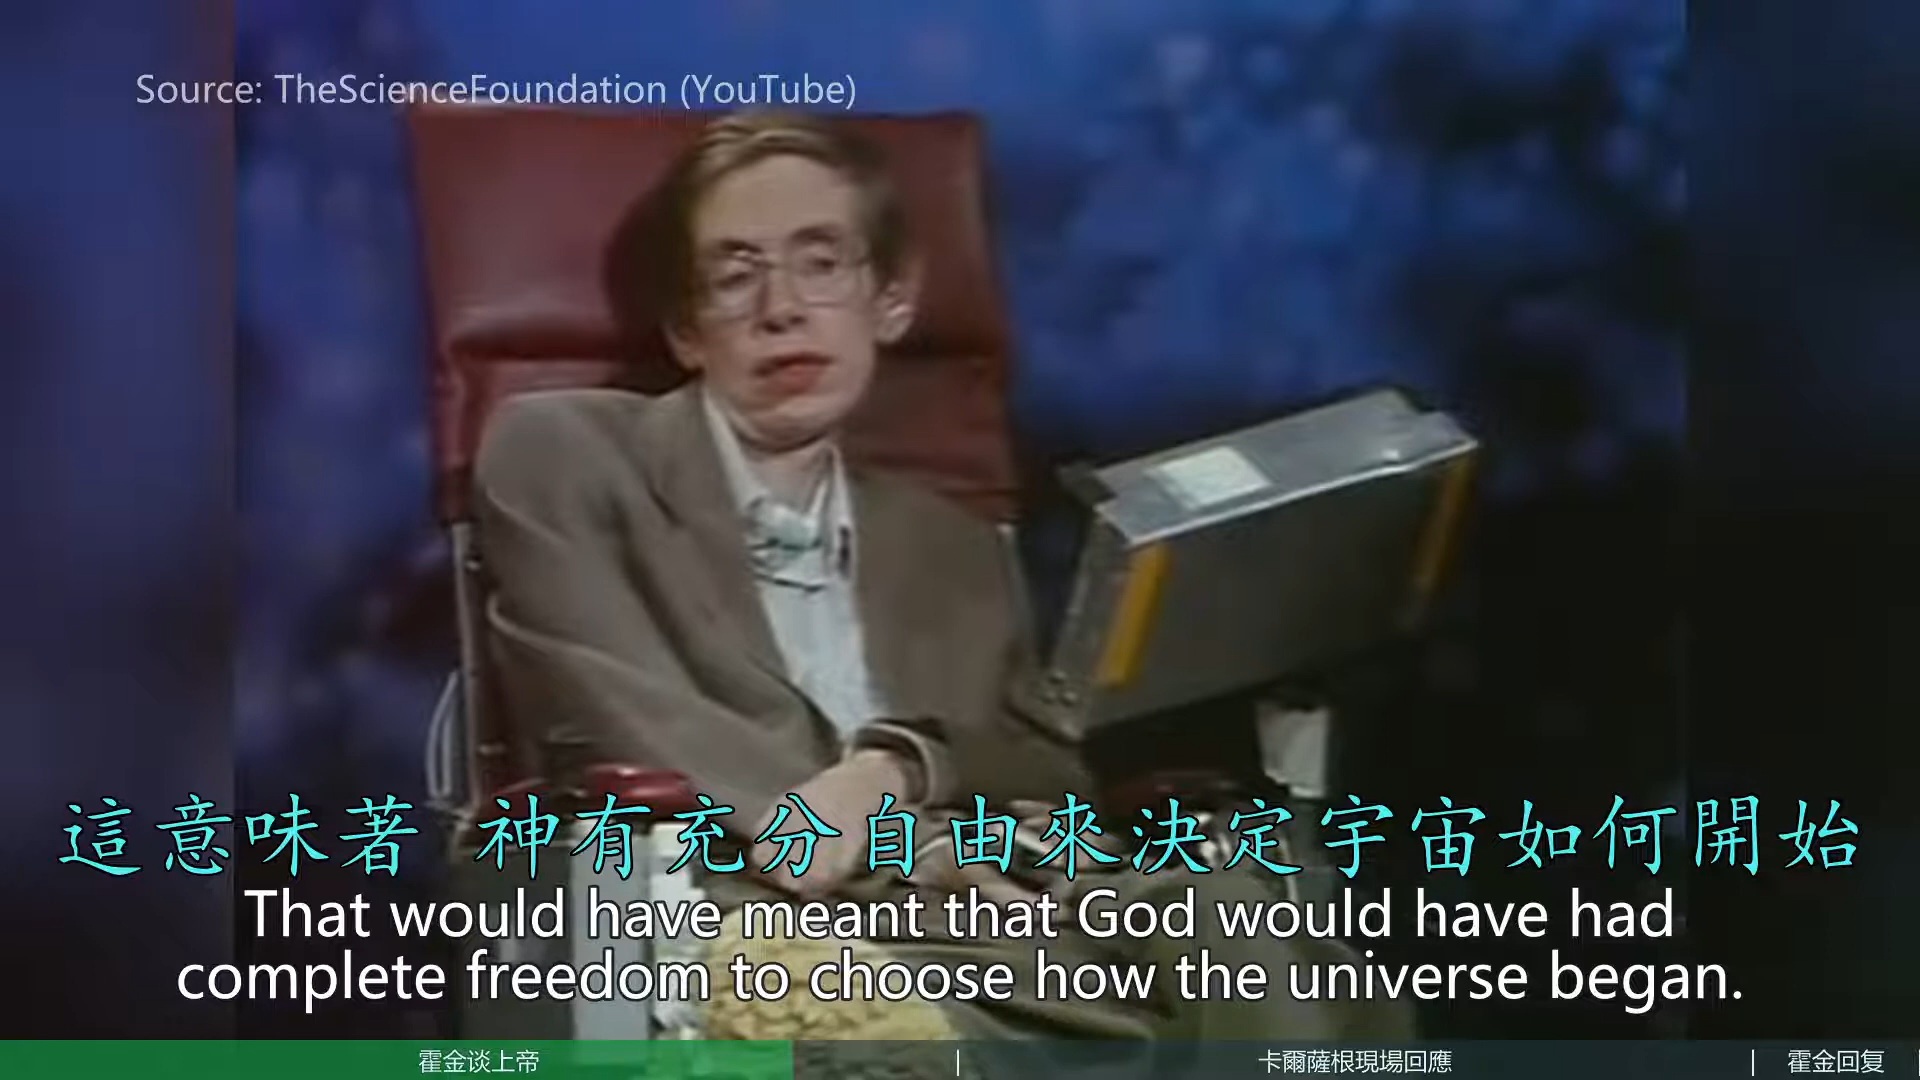 Source: TheScienceFoundation (YouTube)
這意味著 神有充分自由來決定宇宙如何開始
That would have meant that God would have had
complete freedom to choose how the universe began.
霍金谈上帝 | 卡爾薩根現場回應 | 霍金回复